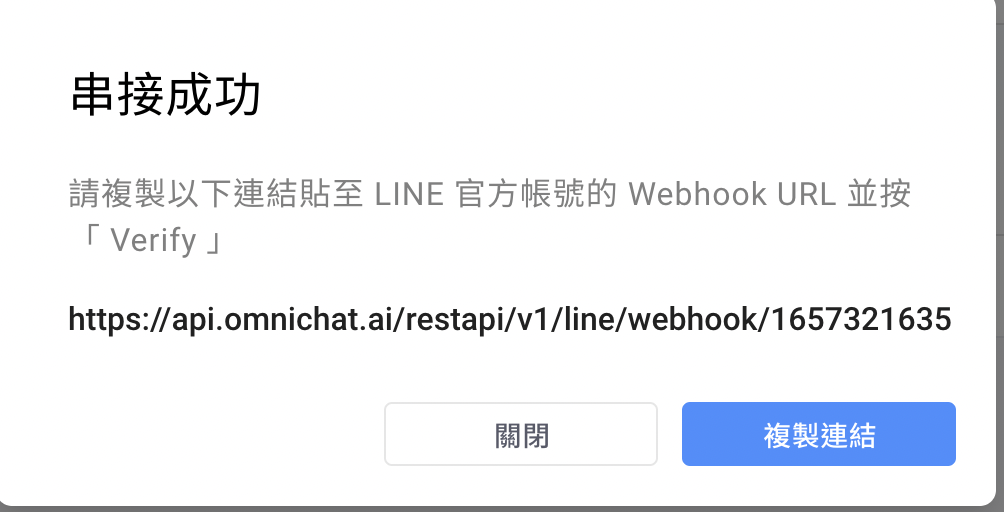 串接成功
請複製以下連結貼至 LINE 官方帳號的 Webhook URL 並按
「 Verify 」
https://api.omnichat.ai/restapi/v1/line/webhook/1657321635
關閉
複製連結